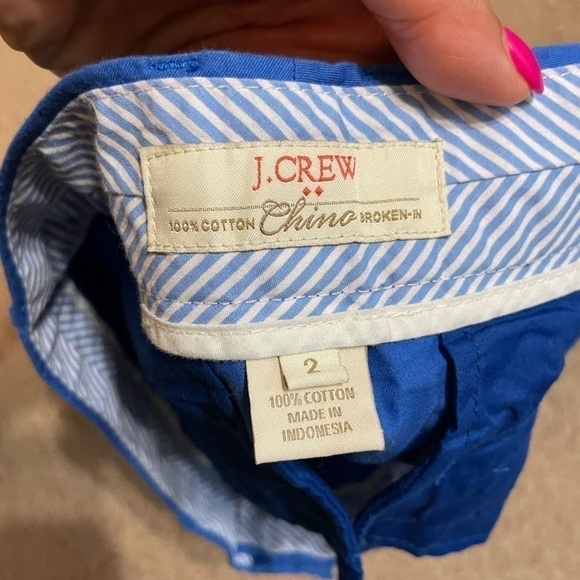 J.CREW
100% COTTON Chino BROKEN-IN
2
100% COTTON
MADE IN
INDONESIA